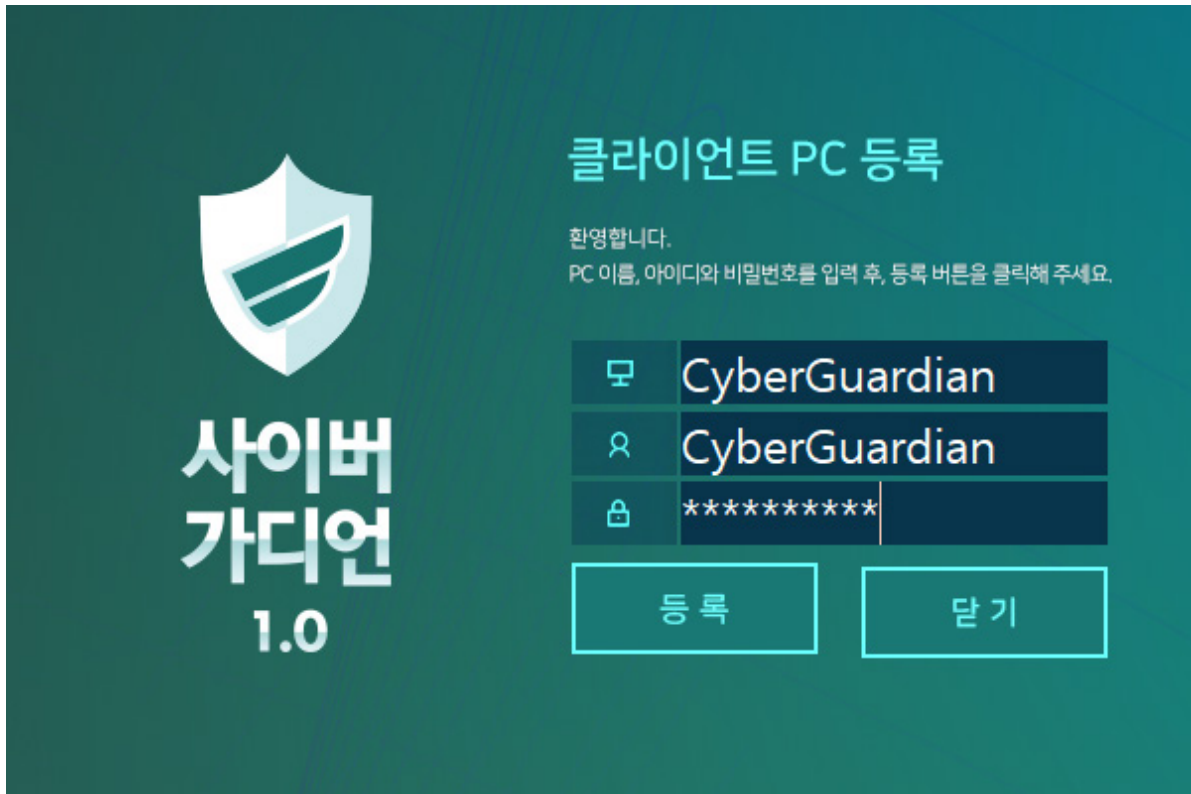 클라이언트 PC 등록
환영합니다.
PC 이름, 아이디와 비밀번호를 입력 후, 등록 버튼을 클릭해 주세요.
CyberGuardian
CyberGuardian
**********
등 록 닫 기
사이버
가디언
1.0